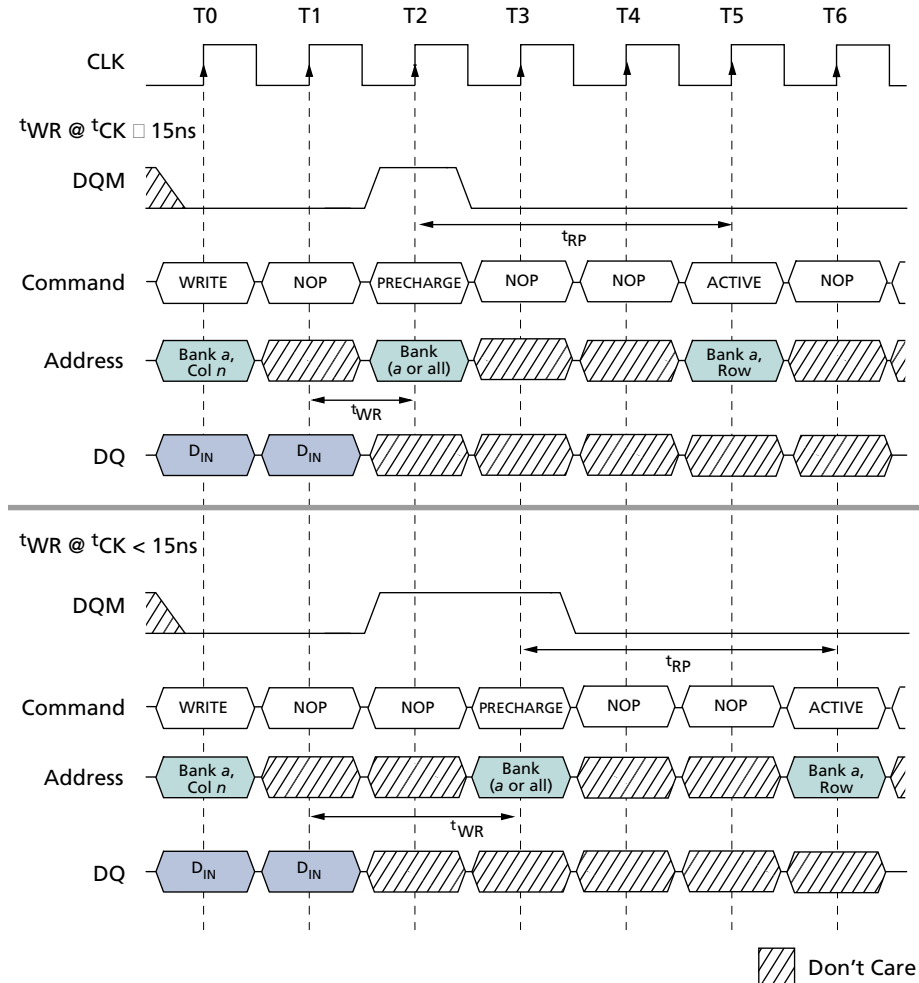 T0 T1 T2 T3 T4 T5 T6
CLK
tWR @ tCK □ 15ns
DQM
tRP
Command WRITE NOP PRECHARGE NOP NOP ACTIVE NOP
Address Bank a, Col n Bank (a or all) Bank a, Row
tWR
DQ DIN DIN
tWR @ tCK < 15ns
DQM
tRP
Command WRITE NOP NOP PRECHARGE NOP NOP ACTIVE
Address Bank a, Col n Bank (a or all) Bank a, Row
tWR
DQ DIN DIN
Don't Care